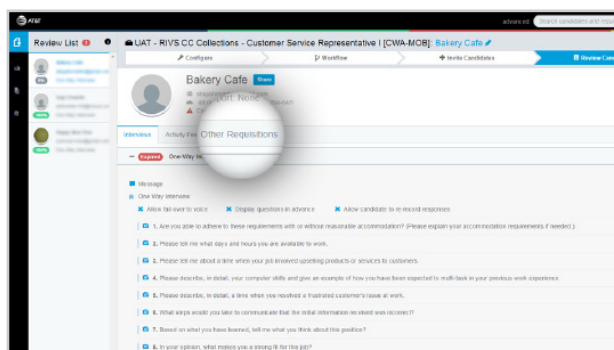 AT&T
advanced
Search candidates and requ
Review List
UAT - RIVS CC Collections - Customer Service Representative I [CWA-MOB]: Bakery Cafe
Configure
Workflow
Invite Candidates
Review Can
Bakery Cafe
Share
port: None
Interviews
Activity Fee
Other Requisitions
Expired
One-Way In
Message
One Way Interview
Allow fail-over to voice
Display questions in advance
Allow candidate to re-record responses
1. Are you able to adhere to these requirements with or without reasonable accommodation? (Please explain your accommodation requirements if needed.)
2. Please tell me what days and hours you are available to work.
3. Please tell me about a time when your job involved upselling products or services to customers.
4. Please describe, in detail, your computer skills and give an example of how you have been expected to multi-task in your previous work experience.
5. Please describe, in detail, a time when you resolved a frustrated customer's issue at work.
6. What steps would you take to communicate that the initial information received was incorrect?
7. Based on what you have learned, tell me what you think about this position?
8. In your opinion, what makes you a strong fit for this job?